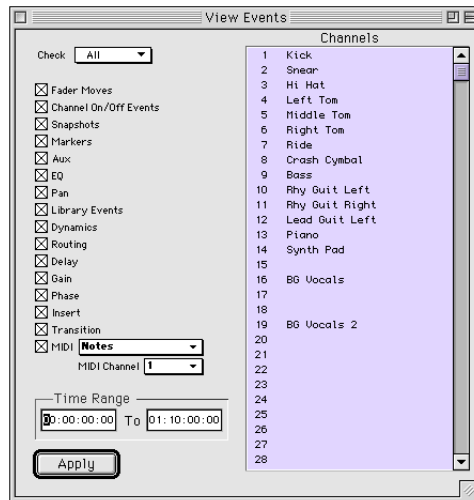 View Events
Check All
Fader Moves
Channel On/Off Events
Snapshots
Markers
Aux
EQ
Pan
Library Events
Dynamics
Routing
Delay
Gain
Phase
Insert
Transition
MIDI Notes
MIDI Channel 1
Time Range
00:00:00:00 To 01:10:00:00
Apply
Channels
1 Kick
2 Snear
3 Hi Hat
4 Left Tom
5 Middle Tom
6 Right Tom
7 Ride
8 Crash Cymbal
9 Bass
10 Rhy Guit Left
11 Rhy Guit Right
12 Lead Guit Left
13 Piano
14 Synth Pad
15
16 BG Vocals
17
18
19 BG Vocals 2
20
21
22
23
24
25
26
27
28